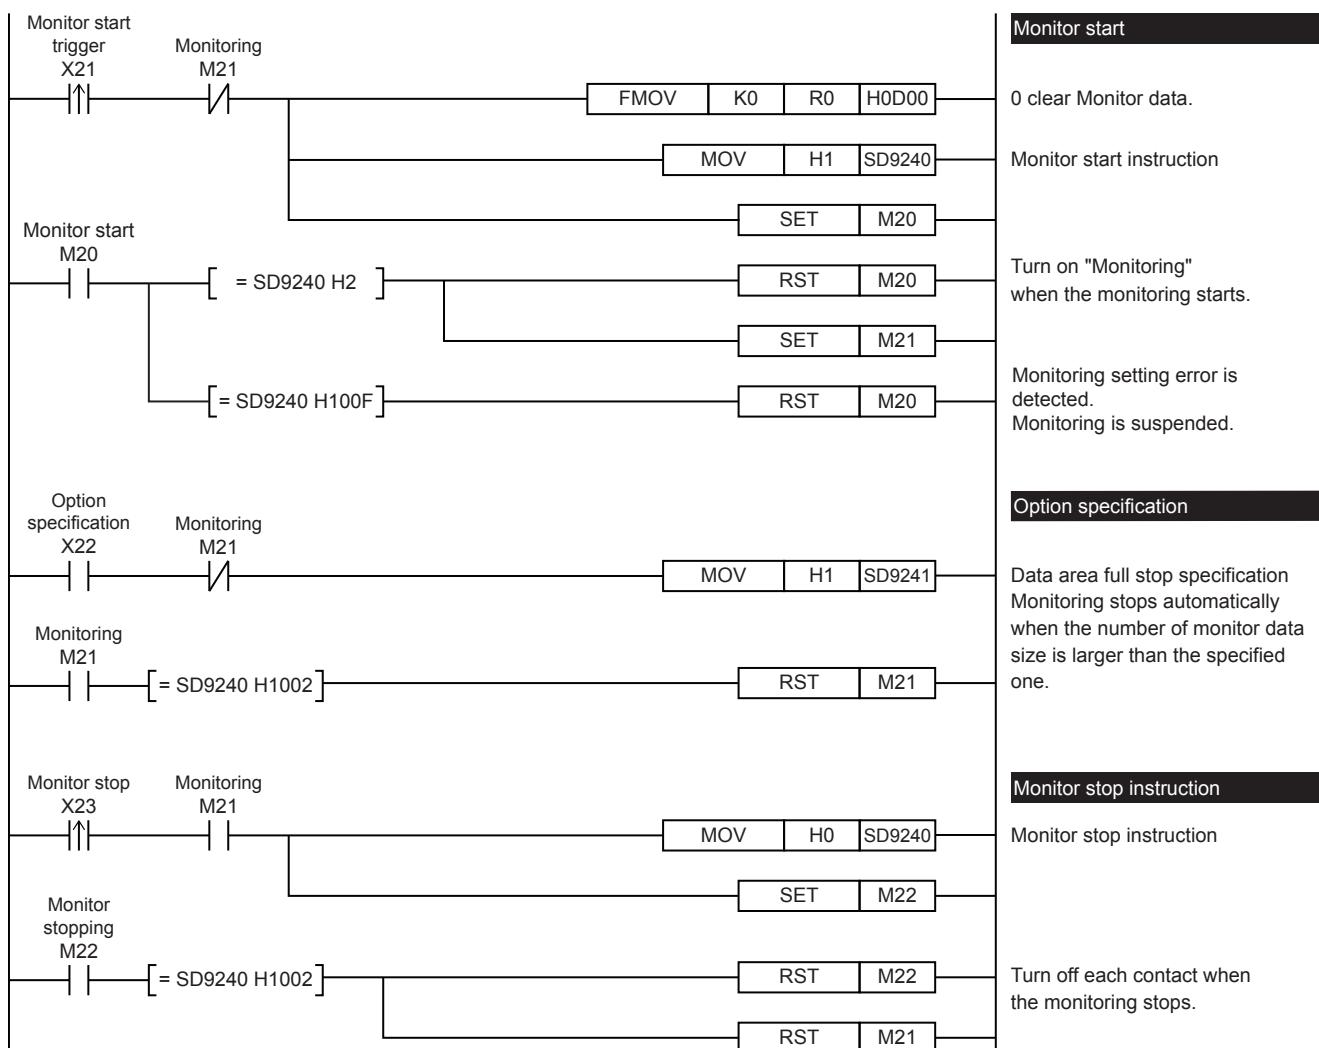 Monitor start
trigger
X21
Monitoring
M21
FMOV K0 R0 H0D00
Monitor start
0 clear Monitor data.
MOV H1 SD9240
Monitor start instruction
SET M20
Monitor start
M20
= SD9240 H2
RST M20
Turn on "Monitoring"
when the monitoring starts.
SET M21
= SD9240 H100F
RST M20
Monitoring setting error is
detected.
Monitoring is suspended.
Option
specification
X22
Monitoring
M21
Option specification
MOV H1 SD9241
Data area full stop specification
Monitoring stops automatically
when the number of monitor data
size is larger than the specified
one.
Monitoring
M21
= SD9240 H1002
RST M21
Monitor stop
X23
Monitoring
M21
Monitor stop instruction
MOV H0 SD9240
Monitor stop instruction
SET M22
Monitor
stopping
M22
= SD9240 H1002
RST M22
Turn off each contact when
the monitoring stops.
RST M21